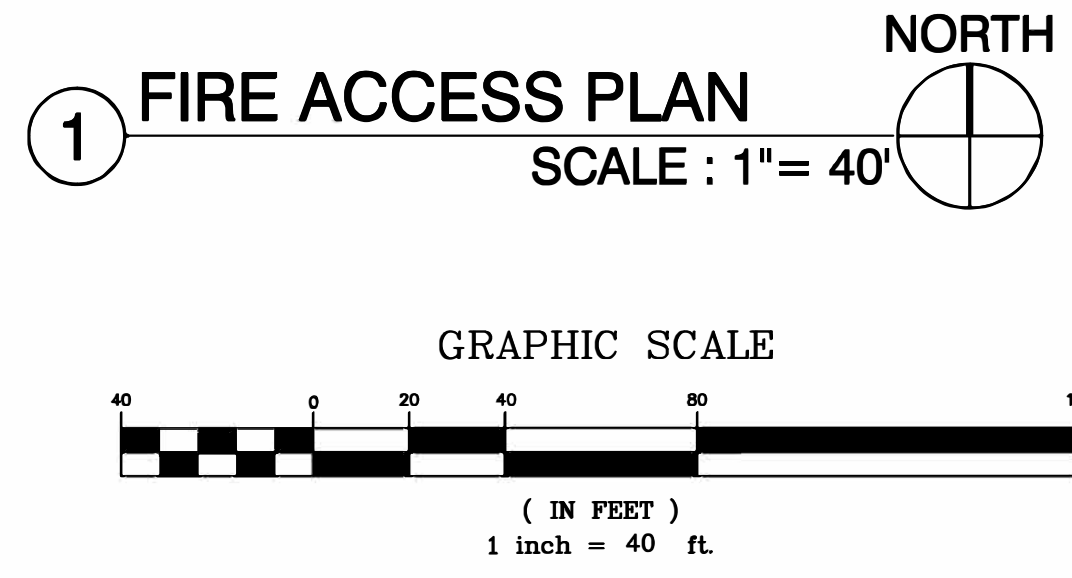 NORTH
1 FIRE ACCESS PLAN
SCALE : 1"= 40'
GRAPHIC SCALE
40 0 20 40 80
( IN FEET )
1 inch = 40 ft.